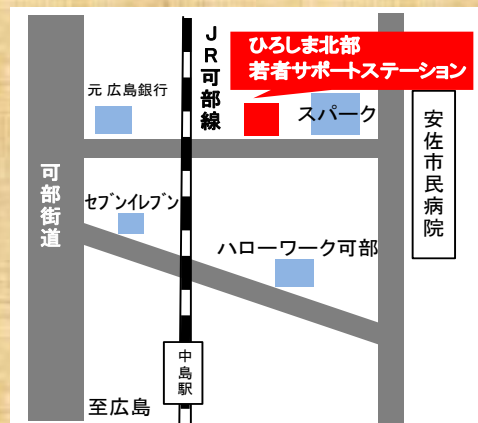 ひろしま北部
若者サポートステーション
JR可部線
元 広島銀行
スパーク
安佐市民病院
可部街道
セブンイレブン
ハローワーク可部
中島駅
至広島